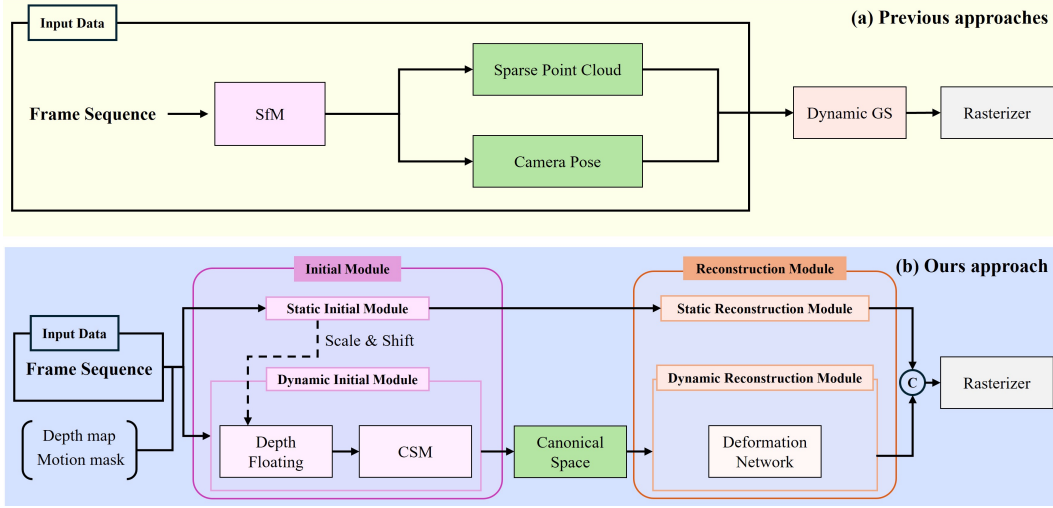 Input Data
(a) Previous approaches
Sparse Point Cloud
Frame Sequence
SfM
Dynamic GS
Rasterizer
Camera Pose
(b) Ours approach
Initial Module
Reconstruction Module
Static Initial Module
Static Reconstruction Module
Input Data
Scale & Shift
Frame Sequence
Dynamic Initial Module
Dynamic Reconstruction Module
C
Rasterizer
Depth map
Motion mask
Depth
Floating
CSM
Canonical
Space
Deformation
Network